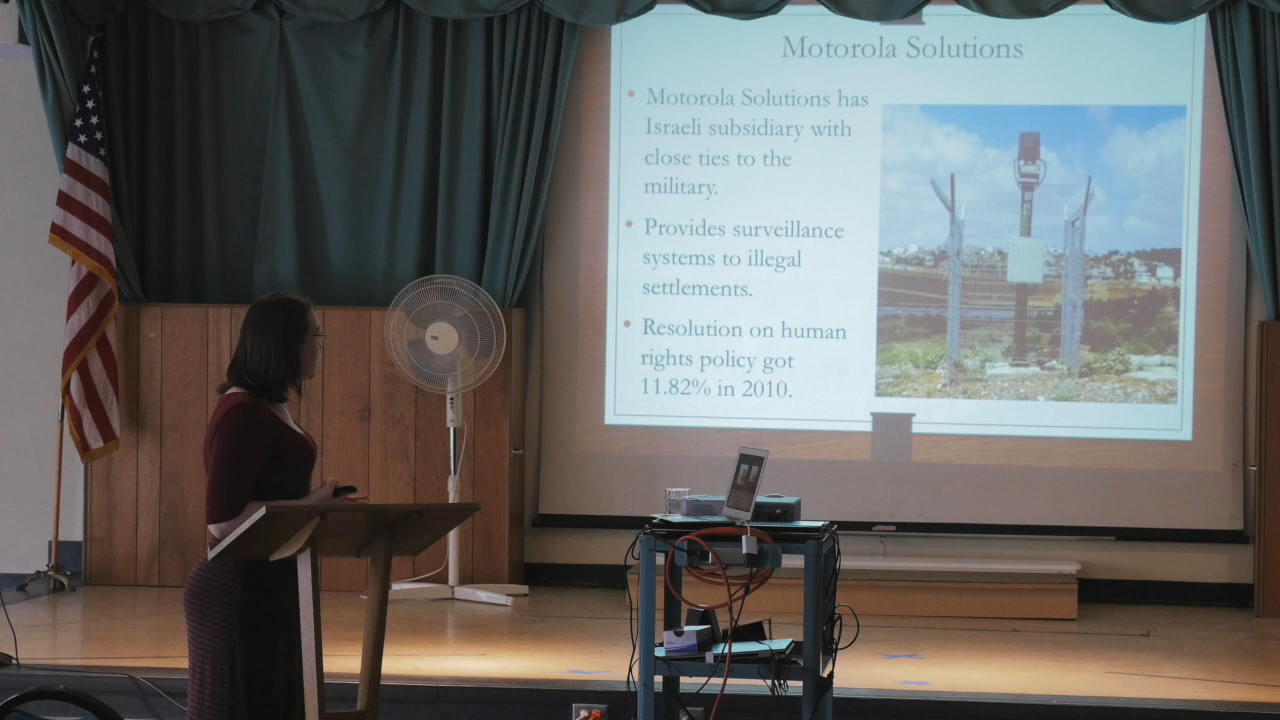 Motorola Solutions
• Motorola Solutions has
Israeli subsidiary with
close ties to the
military.
• Provides surveillance
systems to illegal
settlements.
• Resolution on human
rights policy got
11.82% in 2010.